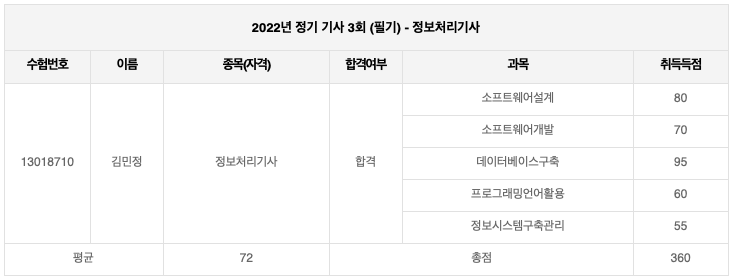 2022년 정기 기사 3회 (필기) - 정보처리기사
수험번호 이름 종목(자격) 합격여부 과목 취득득점
소프트웨어설계 80
소프트웨어개발 70
13018710 김민정 정보처리기사 합격 데이터베이스구축 95
프로그래밍언어활용 60
정보시스템구축관리 55
평균 72 총점 360